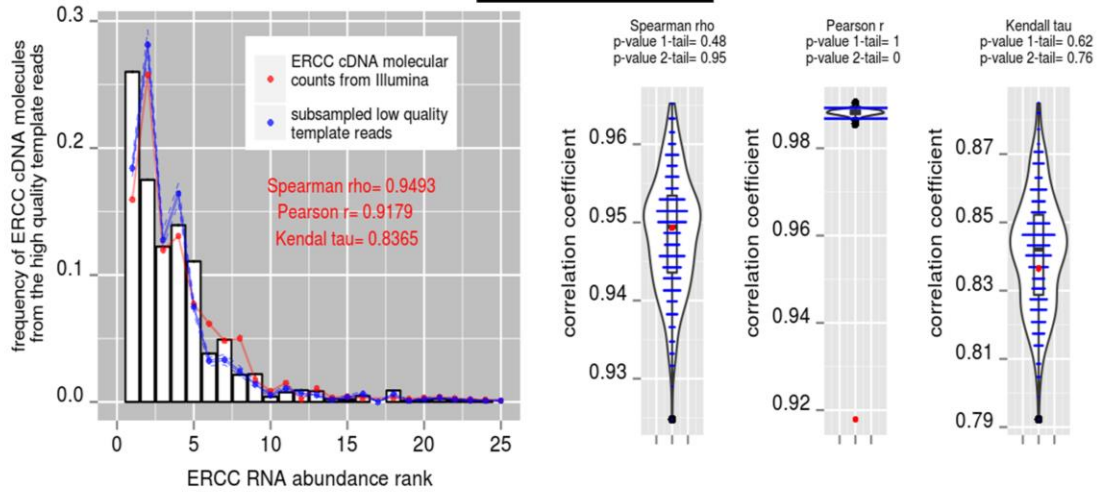 frequency of ERCC cDNA molecules
from the high quality template reads
0.3
0.2
0.1
0.0
ERCC cDNA molecular
counts from Illumina
subsampled low quality
template reads
Spearman rho= 0.9493
Pearson r= 0.9179
Kendal tau= 0.8365
0
5
10
15
20
25
ERCC RNA abundance rank
Spearman rho
p-value 1-tail= 0.48
p-value 2-tail= 0.95
correlation coefficient
0.96
0.95
0.94
0.93
Pearson r
p-value 1-tail= 1
p-value 2-tail= 0
correlation coefficient
0.98
0.96
0.94
0.92
Kendall tau
p-value 1-tail= 0.62
p-value 2-tail= 0.76
correlation coefficient
0.87
0.85
0.83
0.81
0.79